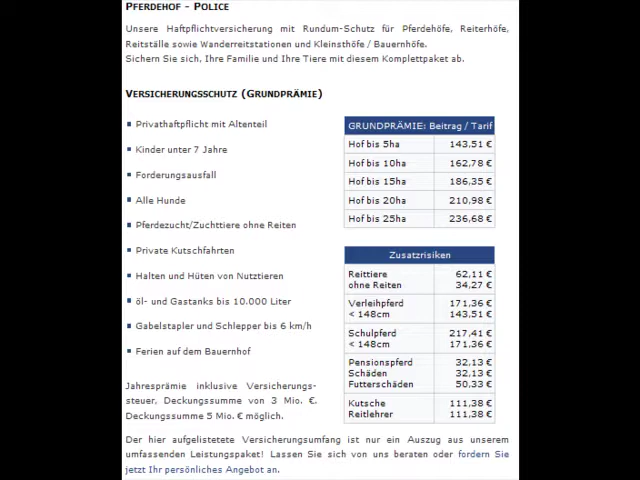 PFERDEHOF - POLICE
Unsere Haftpflichtversicherung mit Rundum-Schutz für Pferdehöfe, Reiterhöfe,
Reitställe sowie Wanderreitstationen und Kleinsthöfe / Bauernhöfe.
Sichern Sie sich, Ihre Familie und Ihre Tiere mit diesem Komplettpaket ab.
VERSICHERUNGSSCHUTZ (GRUNDPRÄMIE)
▪ Privathaftpflicht mit Altenteil
▪ Kinder unter 7 Jahre
▪ Forderungsausfall
▪ Alle Hunde
▪ Pferdezucht/Zuchttiere ohne Reiten
▪ Private Kutschfahrten
▪ Halten und Hüten von Nutztieren
▪ öl- und Gastanks bis 10.000 Liter
▪ Gabelstapler und Schlepper bis 6 km/h
▪ Ferien auf dem Bauernhof
Jahresprämie inklusive Versicherungs-
steuer, Deckungssumme von 3 Mio. €.
Deckungssumme 5 Mio. € möglich.
GRUNDPRÄMIE: Beitrag / Tarif
Hof bis 5ha 143,51 €
Hof bis 10ha 162,78 €
Hof bis 15ha 186,35 €
Hof bis 20ha 210,98 €
Hof bis 25ha 236,68 €
Zusatzrisiken
Reittiere 62,11 €
ohne Reiten 34,27 €
Verleihpferd 171,36 €
< 148cm 143,51 €
Schulpferd 217,41 €
< 148cm 171,36 €
Pensionspferd 32,13 €
Schäden 32,13 €
Futterschäden 50,33 €
Kutsche 111,38 €
Reitlehrer 111,38 €
Der hier aufgelistetete Versicherungsumfang ist nur ein Auszug aus unserem
umfassenden Leistungspaket! Lassen Sie sich von uns beraten oder fordern Sie
jetzt Ihr persönliches Angebot an.